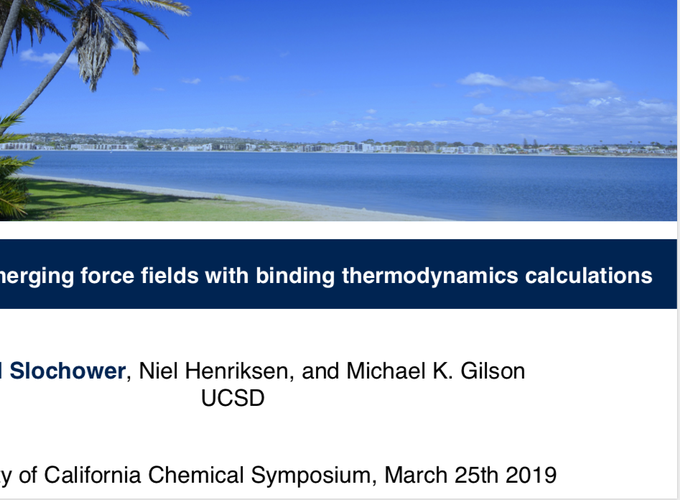 merging force fields with binding thermodynamics calculations
Slochower, Niel Henriksen, and Michael K. Gilson
UCSD
of California Chemical Symposium, March 25th 2019